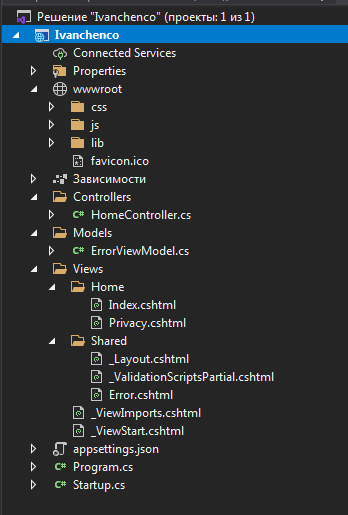 Решение "Ivanchenco" (проекты: 1 из 1)
Ivanchenco
Connected Services
Properties
wwwroot
css
js
lib
favicon.ico
Зависимости
Controllers
C# HomeController.cs
Models
C# ErrorViewModel.cs
Views
Home
Index.cshtml
Privacy.cshtml
Shared
_Layout.cshtml
_ValidationScriptsPartial.cshtml
Error.cshtml
_ViewImports.cshtml
_ViewStart.cshtml
appsettings.json
C# Program.cs
C# Startup.cs